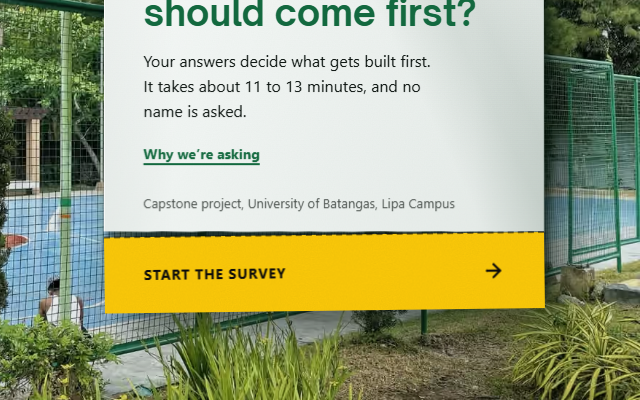 should come first?
Your answers decide what gets built first.
It takes about 11 to 13 minutes, and no
name is asked.
Why we're asking
Capstone project, University of Batangas, Lipa Campus
START THE SURVEY